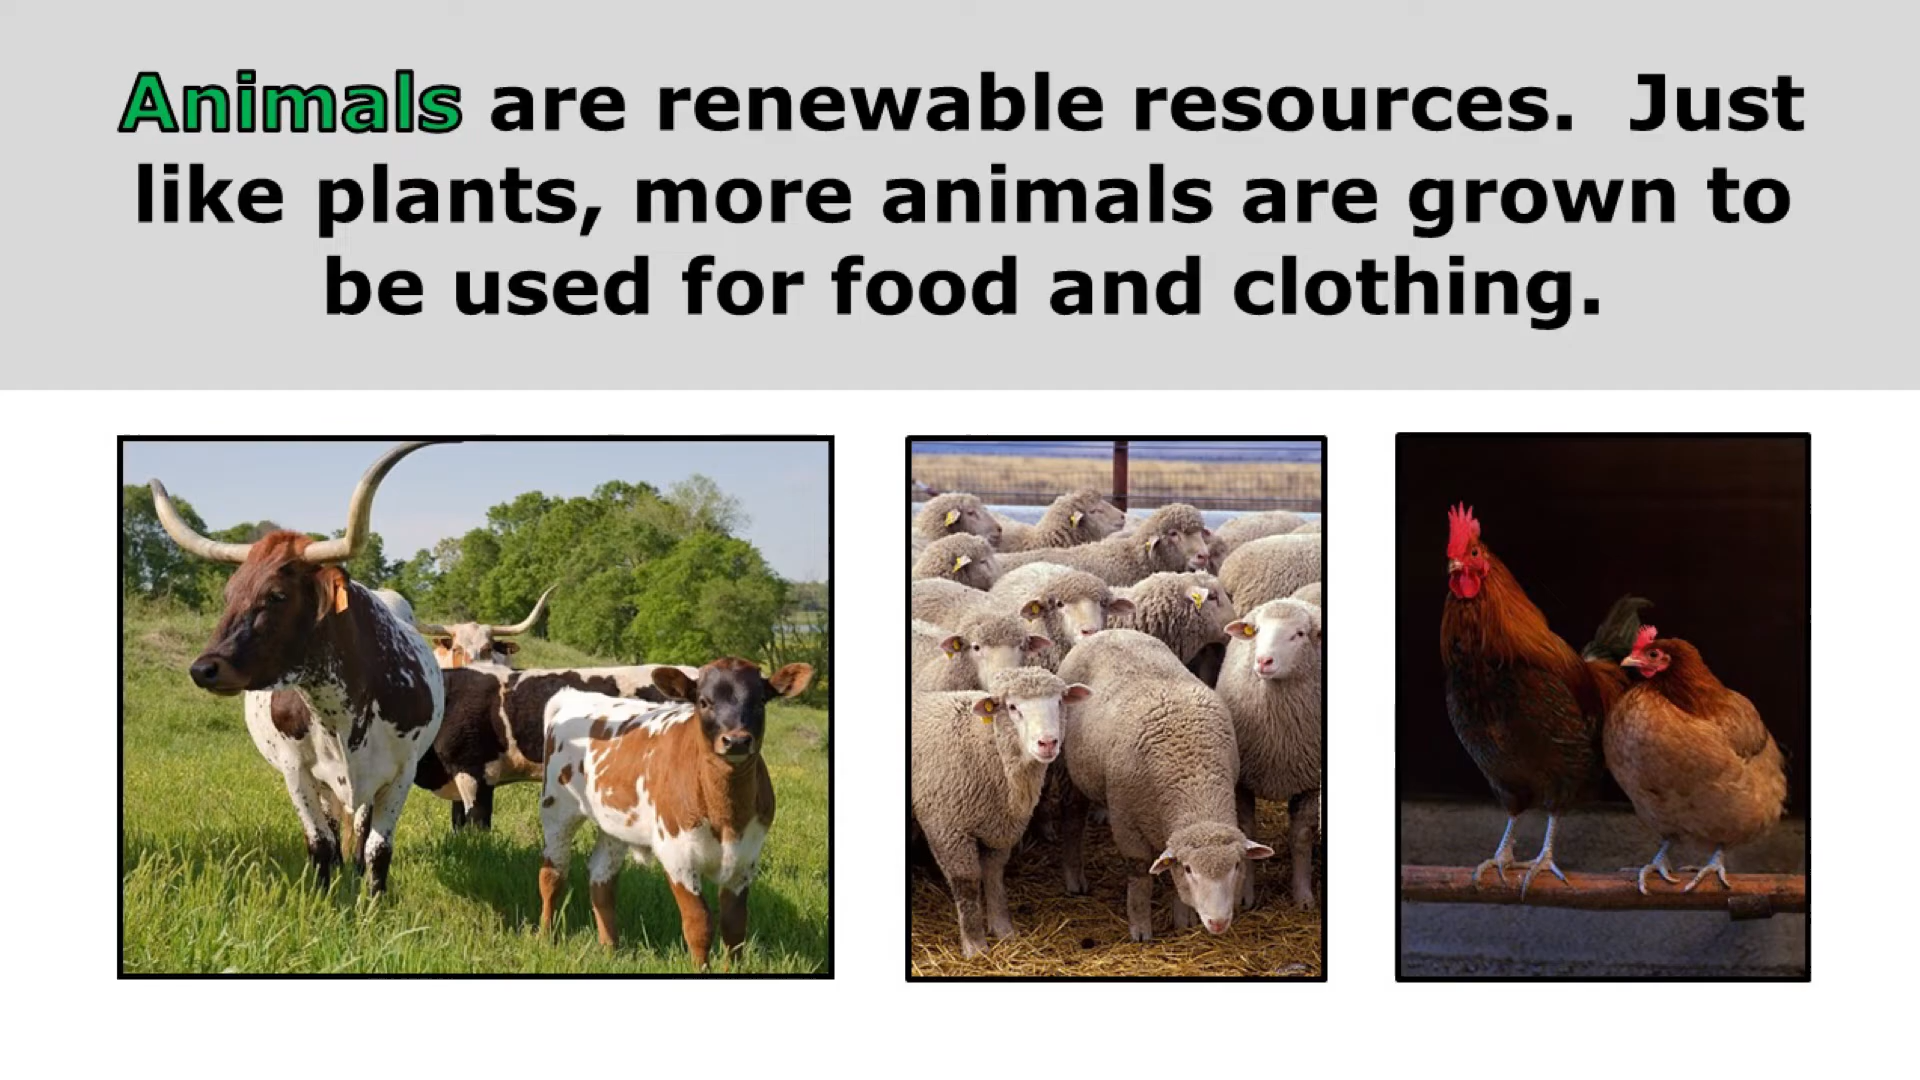 Animals are renewable resources.  Just
like plants, more animals are grown to
be used for food and clothing.